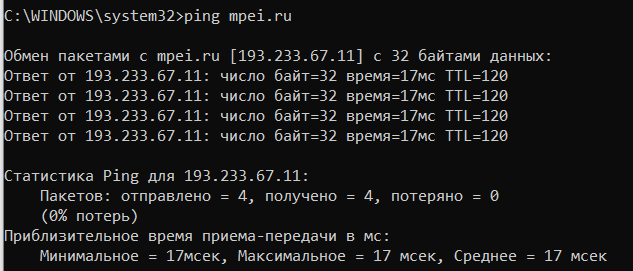 C:\WINDOWS\system32>ping mpei.ru
Обмен пакетами с mpei.ru [193.233.67.11] с 32 байтами данных:
Ответ от 193.233.67.11: число байт=32 время=17мс TTL=120
Ответ от 193.233.67.11: число байт=32 время=17мс TTL=120
Ответ от 193.233.67.11: число байт=32 время=17мс TTL=120
Ответ от 193.233.67.11: число байт=32 время=17мс TTL=120
Статистика Ping для 193.233.67.11:
Пакетов: отправлено = 4, получено = 4, потеряно = 0
(0% потерь)
Приблизительное время приема-передачи в мс:
Минимальное = 17мсек, Максимальное = 17 мсек, Среднее = 17 мсек